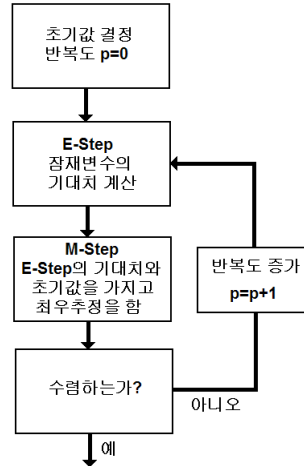 초기값 결정
반복도 p=0
E-Step
잠재변수의
기대치 계산
M-Step
E-Step의 기대치와
초기값을 가지고
최우추정을 함
반복도 증가
p=p+1
수렴하는가?
아니오
예